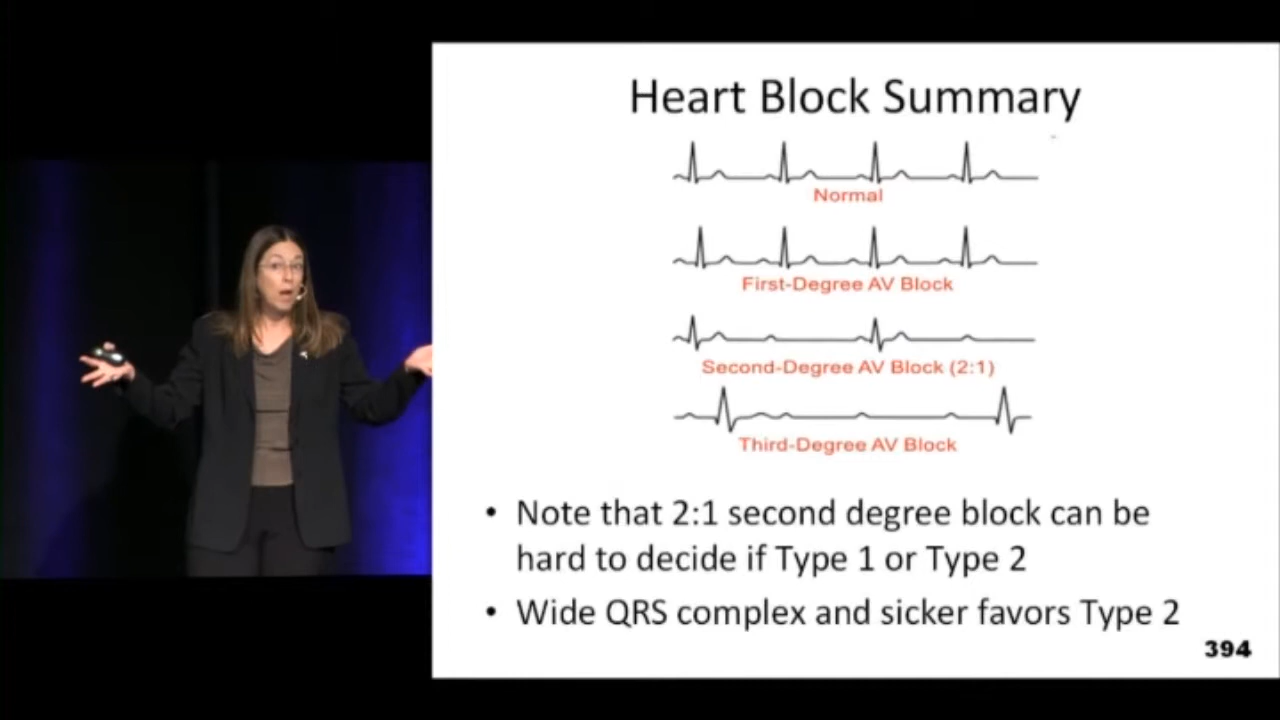 Heart Block Summary
Normal
First-Degree AV Block
Second-Degree AV Block (2:1)
Third-Degree AV Block
• Note that 2:1 second degree block can be
hard to decide if Type 1 or Type 2
• Wide QRS complex and sicker favors Type 2
394